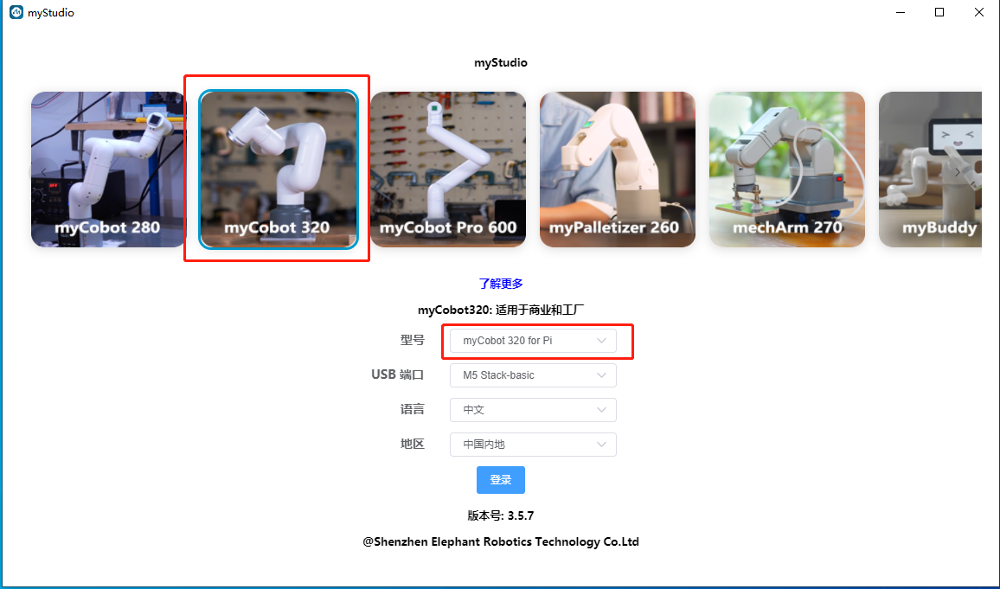 myStudio
myStudio
myCobot 280
myCobot 320
myCobot Pro 600
myPalletizer 260
mechArm 270
myBuddy
了解更多
myCobot320: 适用于商业和工厂
型号 myCobot 320 for Pi
USB 端口 M5 Stack-basic
语言 中文
地区 中国内地
登录
版本号: 3.5.7
@Shenzhen Elephant Robotics Technology Co.Ltd